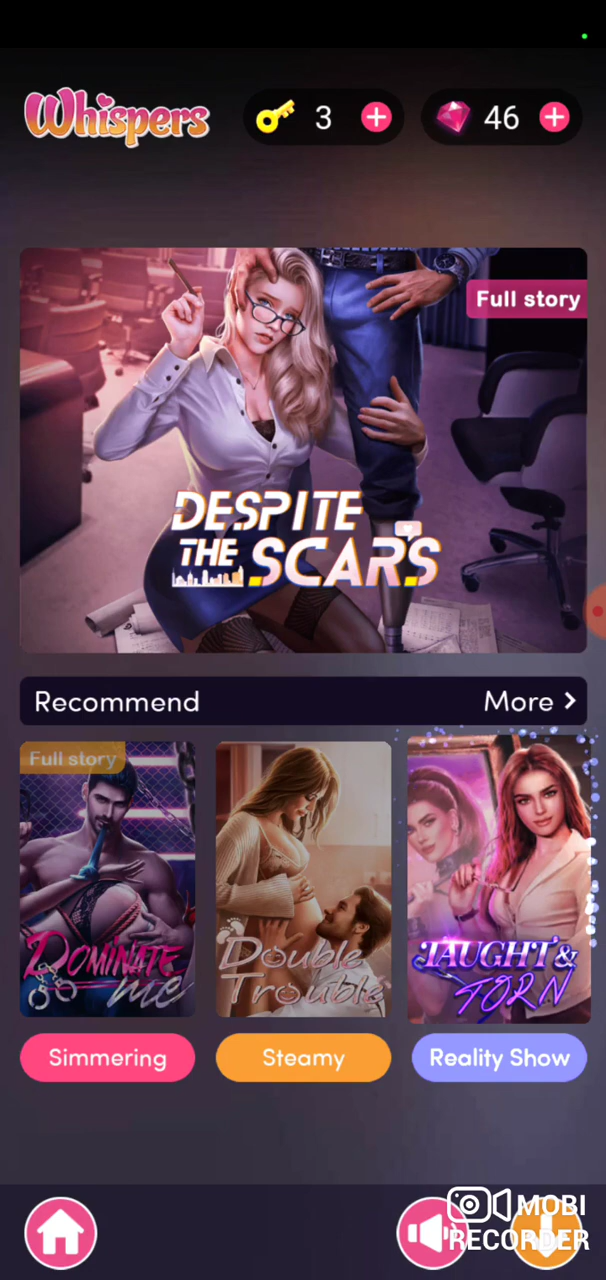 Whispers
3
46
Full story
DESPITE
THE SCARS
Recommend
More
Full story
DOMINATE
me
Double
Trouble
TAUGHT &
TORN
Simmering
Steamy
Reality Show
MOBI
RECORDER